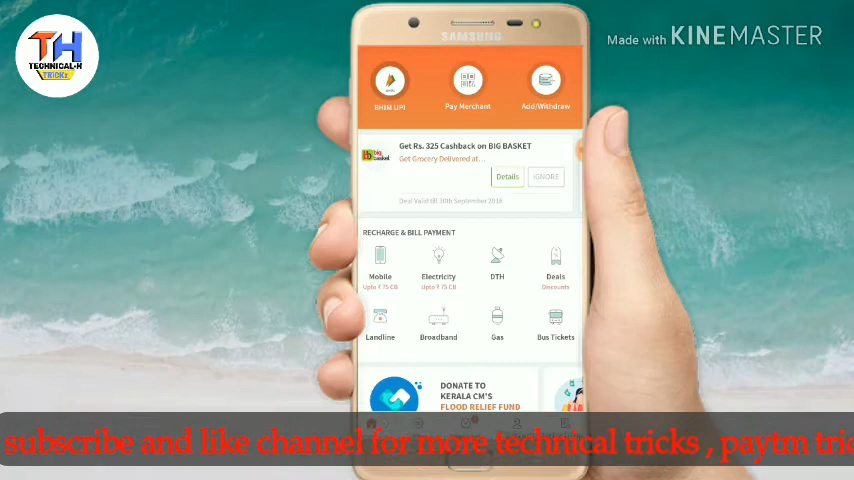 TH
TECHNICAL-H
TRICKs
Made with KINEMASTER
SAMSUNG
BHIM UPI
Pay Merchant
Add/Withdraw
Get Rs. 325 Cashback on BIG BASKET
big basket
Get Grocery Delivered at...
Details
IGNORE
Deal Valid till 30th September 2018
RECHARGE & BILL PAYMENT
Mobile
Electricity
DTH
Deals
Upto ₹ 75 CB
Upto ₹ 75 CB
Discounts
Landline
Broadband
Gas
Bus Tickets
DONATE TO
KERALA CM'S
FLOOD RELIEF FUND
subscribe and like channel for more technical tricks , paytm tric